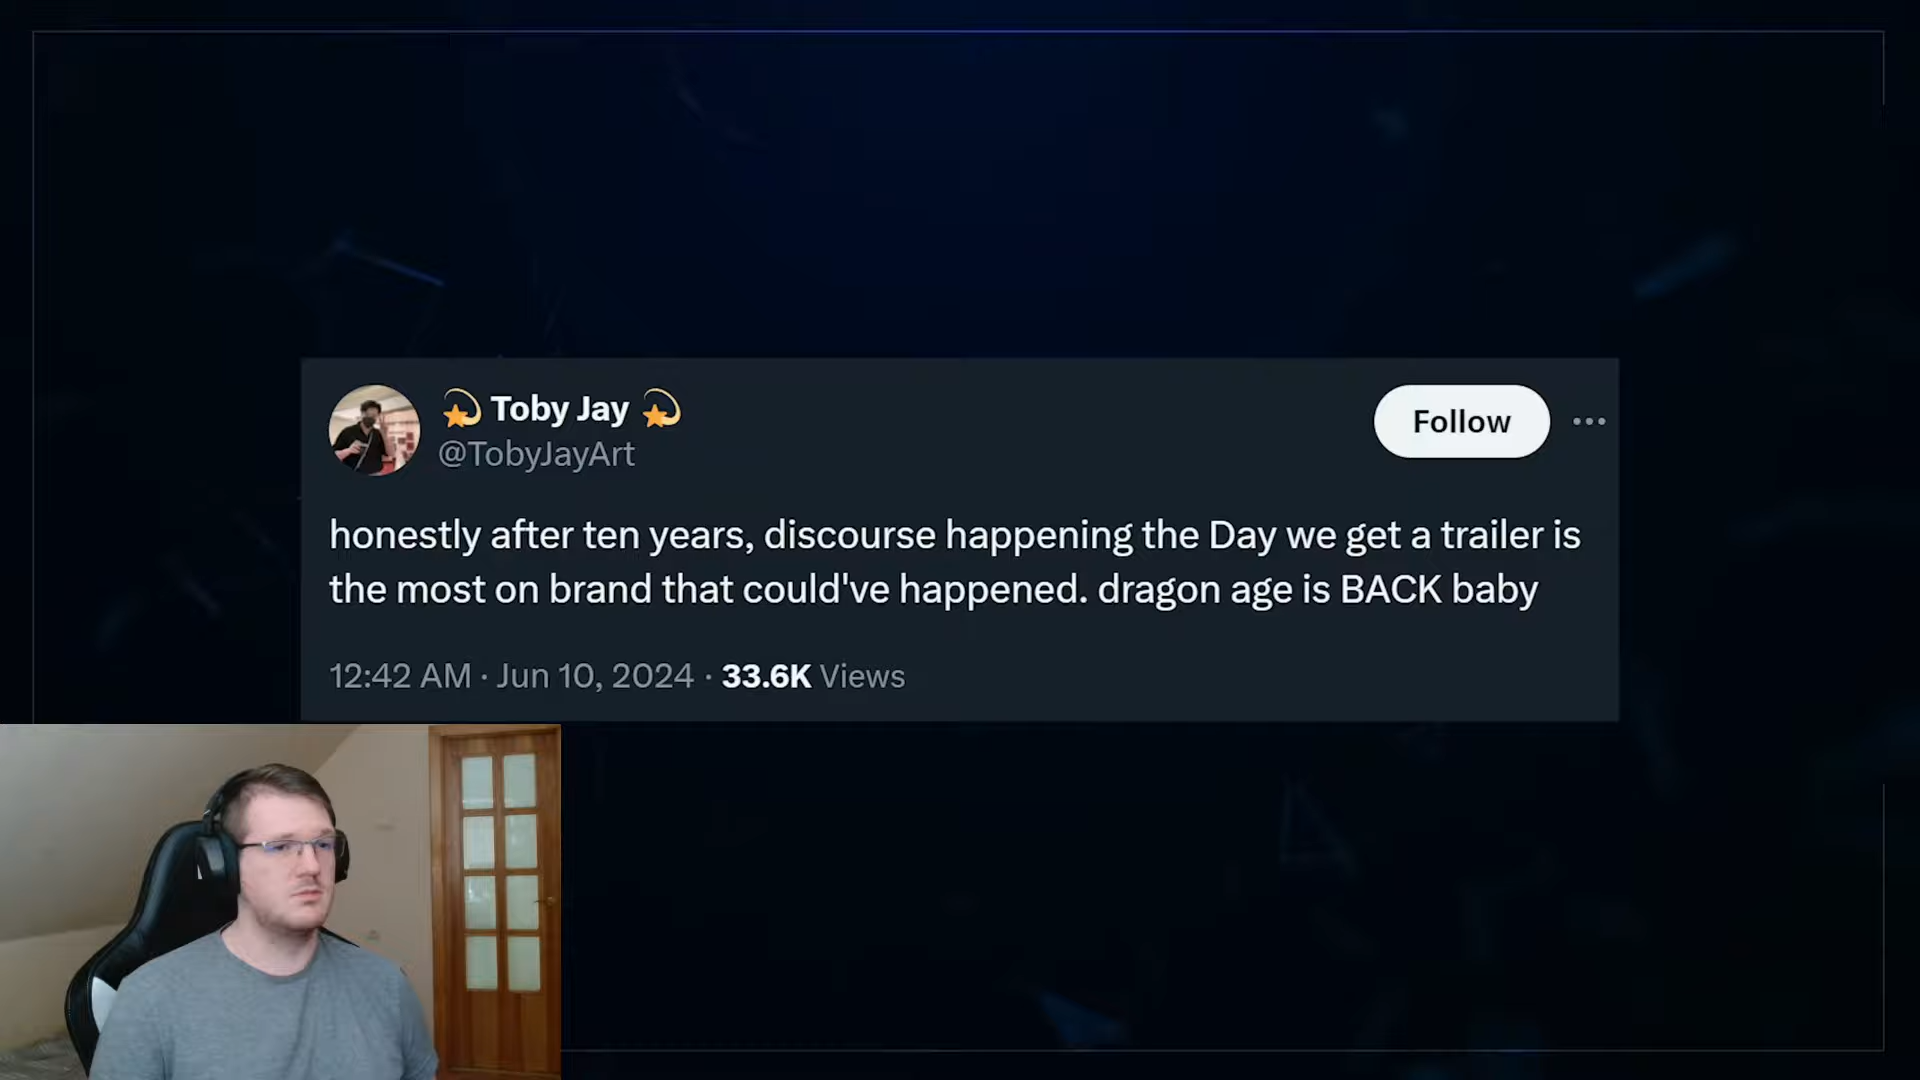 💫 Toby Jay 💫
@TobyJayArt
Follow
honestly after ten years, discourse happening the Day we get a trailer is
the most on brand that could've happened. dragon age is BACK baby
12:42 AM · Jun 10, 2024 · 33.6K Views